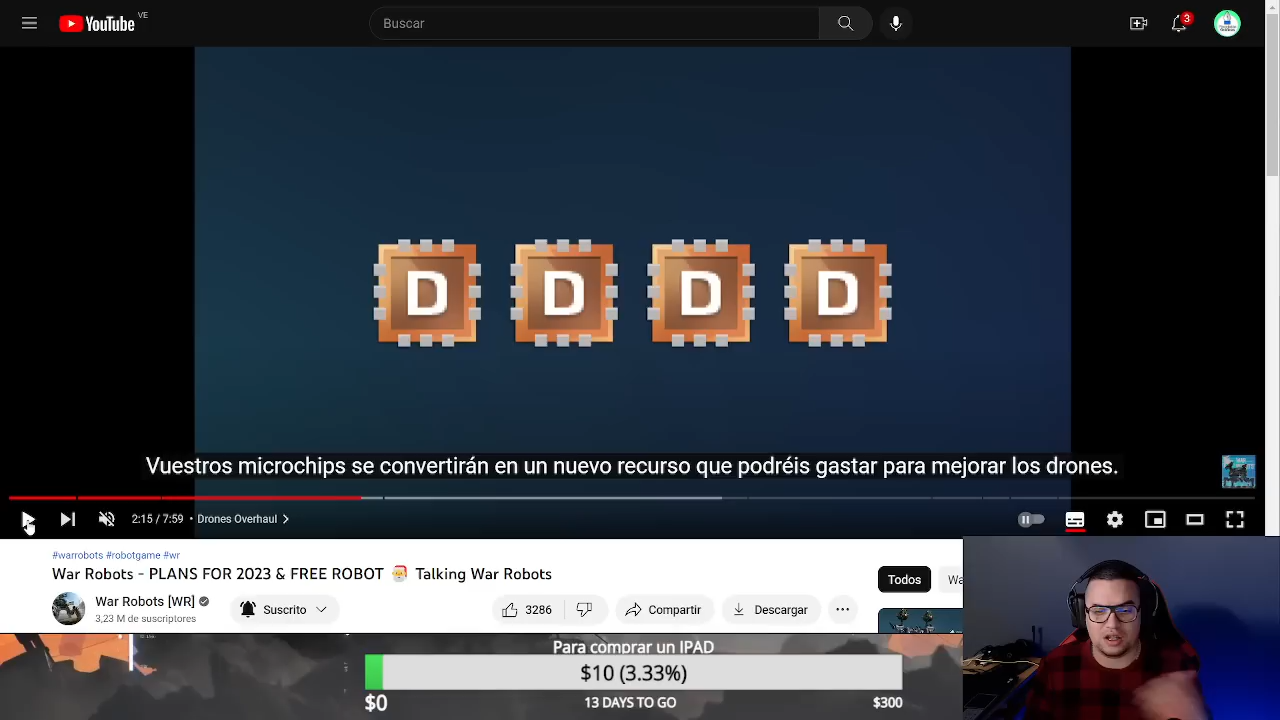 YouTube VE
Buscar
3
D D D D
Vuestros microchips se convertirán en un nuevo recurso que podréis gastar para mejorar los drones.
2:15 / 7:59 • Drones Overhaul
#warrobots #robotgame #wr
War Robots - PLANS FOR 2023 & FREE ROBOT 🎅 Talking War Robots
War Robots [WR]
3,23 M de suscriptores
Suscrito
3286
Compartir
Descargar
Todos
Wa
Para comprar un IPAD
$10 (3.33%)
$0
13 DAYS TO GO
$300